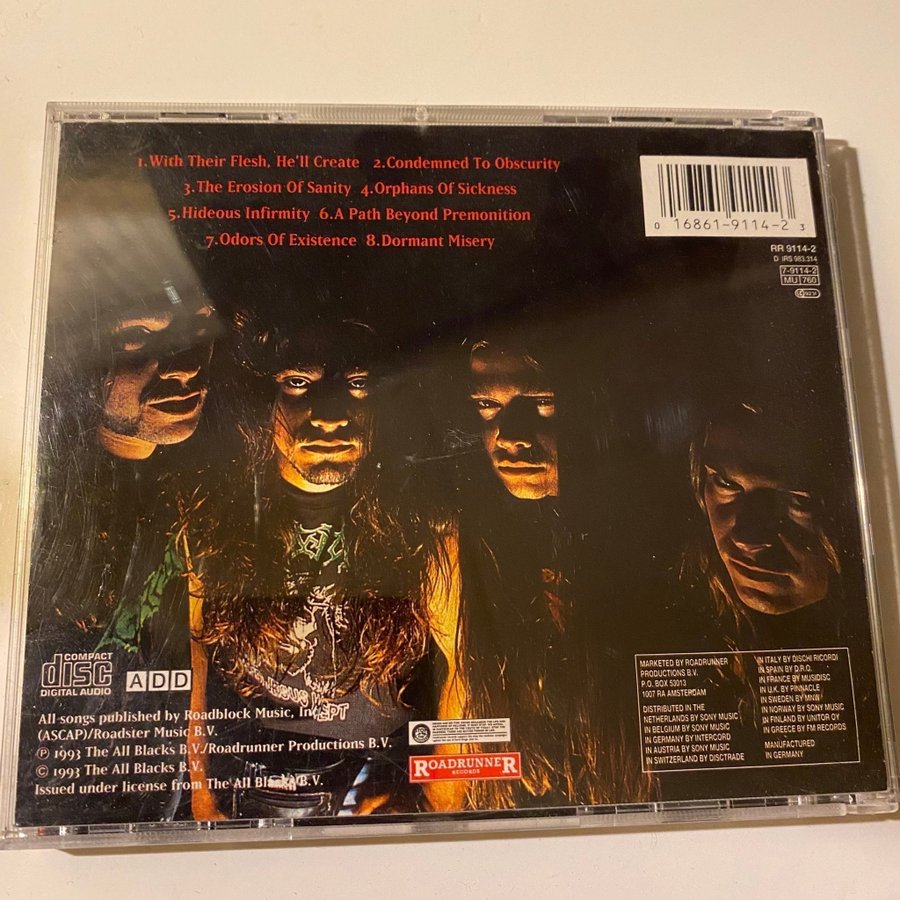 1.With Their Flesh, He'll Create 2.Condemned To Obscurity
3.The Erosion Of Sanity 4.Orphans Of Sickness
5.Hideous Infirmity 6.A Path Beyond Premonition
7.Odors Of Existence 8.Dormant Misery
0 16861-9114-2 3
RR 9114-2
D IRS 983.314
7-9114-2
MU 760
COMPACT
disc
DIGITAL AUDIO
ADD
All songs published by Roadblock Music, Inc.
(ASCAP)/Roadster Music B.V.
℗ 1993 The All Blacks B.V./Roadrunner Productions B.V.
© 1993 The All Blacks B.V.
Issued under license from The All Blacks B.V.
ROADRUNNER
RECORDS
MARKETED BY ROADRUNNER
PRODUCTIONS B.V.
P.O. BOX 53013
1007 RA AMSTERDAM
DISTRIBUTED IN THE
NETHERLANDS BY SONY MUSIC
IN BELGIUM BY SONY MUSIC
IN GERMANY BY INTERCORD
IN AUSTRIA BY SONY MUSIC
IN SWITZERLAND BY DISCTRADE
IN ITALY BY DISCHI RICORDI
IN SPAIN BY D.R.O.
IN FRANCE BY MUSIDISC
IN U.K. BY PINNACLE
IN SWEDEN BY MNW
IN NORWAY BY SONY MUSIC
IN FINLAND BY UNITOR OY
IN GREECE BY FM RECORDS
MANUFACTURED
IN GERMANY